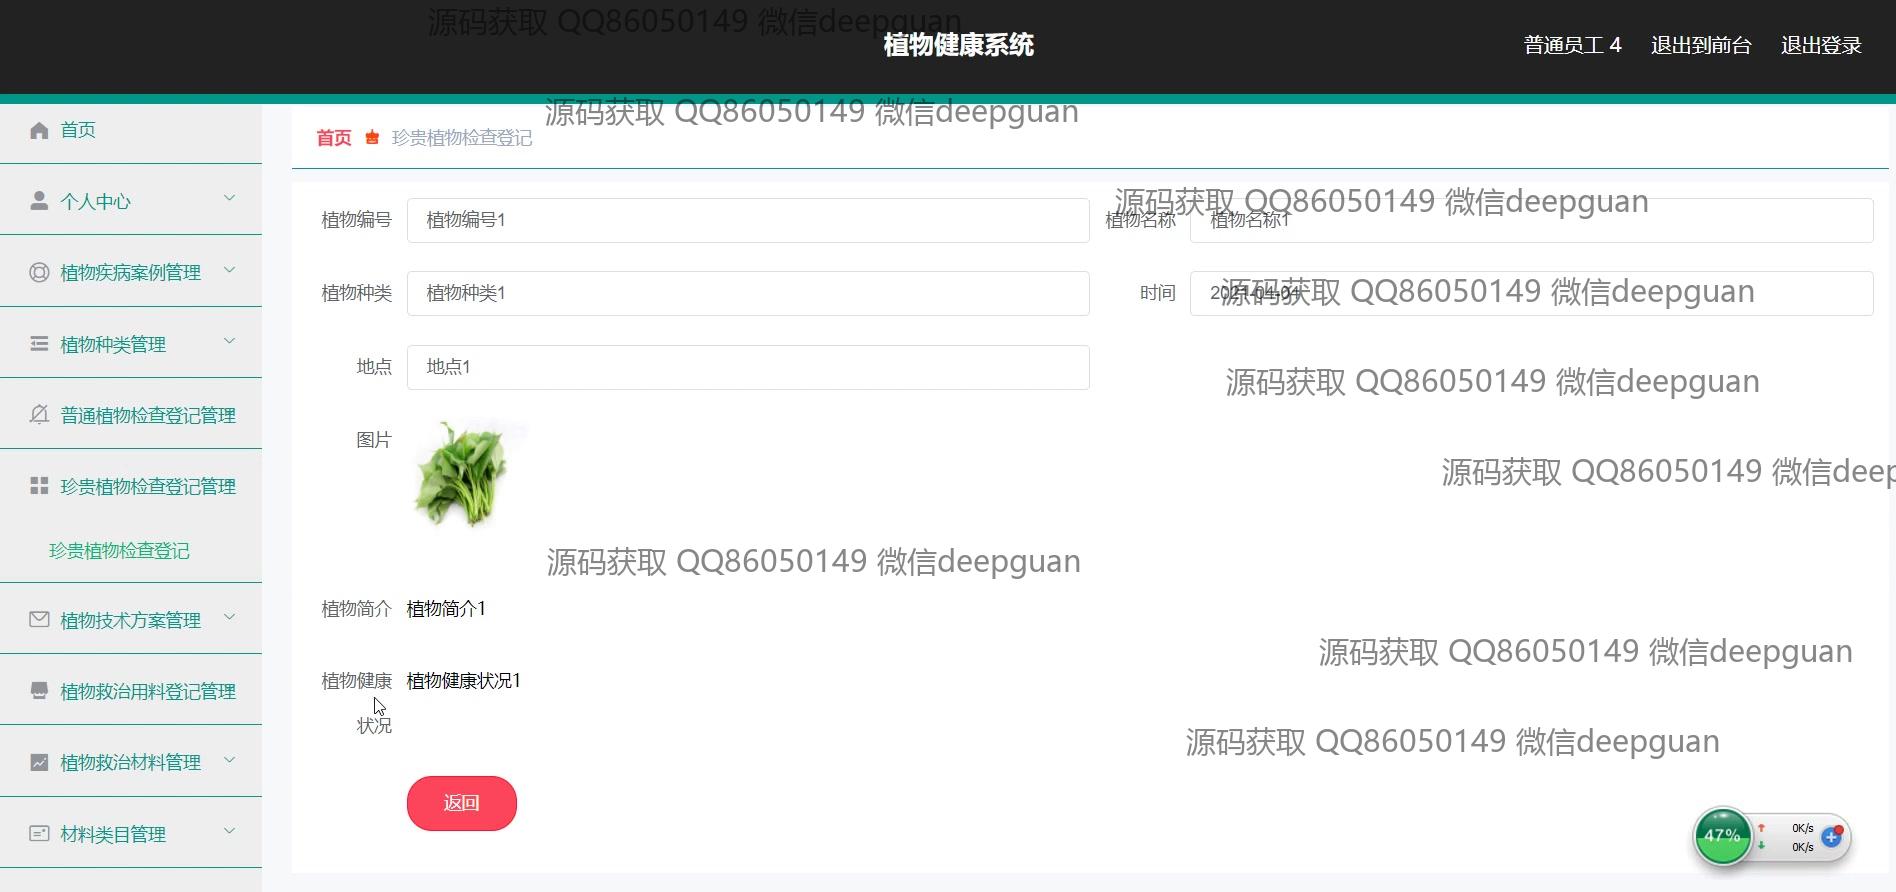 源码获取 QQ86050149 微信deepguan
植物健康系统
普通员工 4
退出到前台
退出登录
源码获取 QQ86050149 微信deepguan
首页
首页
珍贵植物检查登记
个人中心
植物疾病案例管理
植物种类管理
普通植物检查登记管理
珍贵植物检查登记管理
珍贵植物检查登记
植物技术方案管理
植物救治用料登记管理
植物救治材料管理
材料类目管理
源码获取 QQ86050149 微信deepguan
植物编号
植物编号1
植物名称
植物名称1
源码获取 QQ86050149 微信deepguan
植物种类
植物种类1
时间
2021-04-04
地点
地点1
源码获取 QQ86050149 微信deepguan
图片
源码获取 QQ86050149 微信deep
源码获取 QQ86050149 微信deepguan
植物简介
植物简介1
源码获取 QQ86050149 微信deepguan
植物健康
状况
植物健康状况1
源码获取 QQ86050149 微信deepguan
返回
47%
0K/s
0K/s